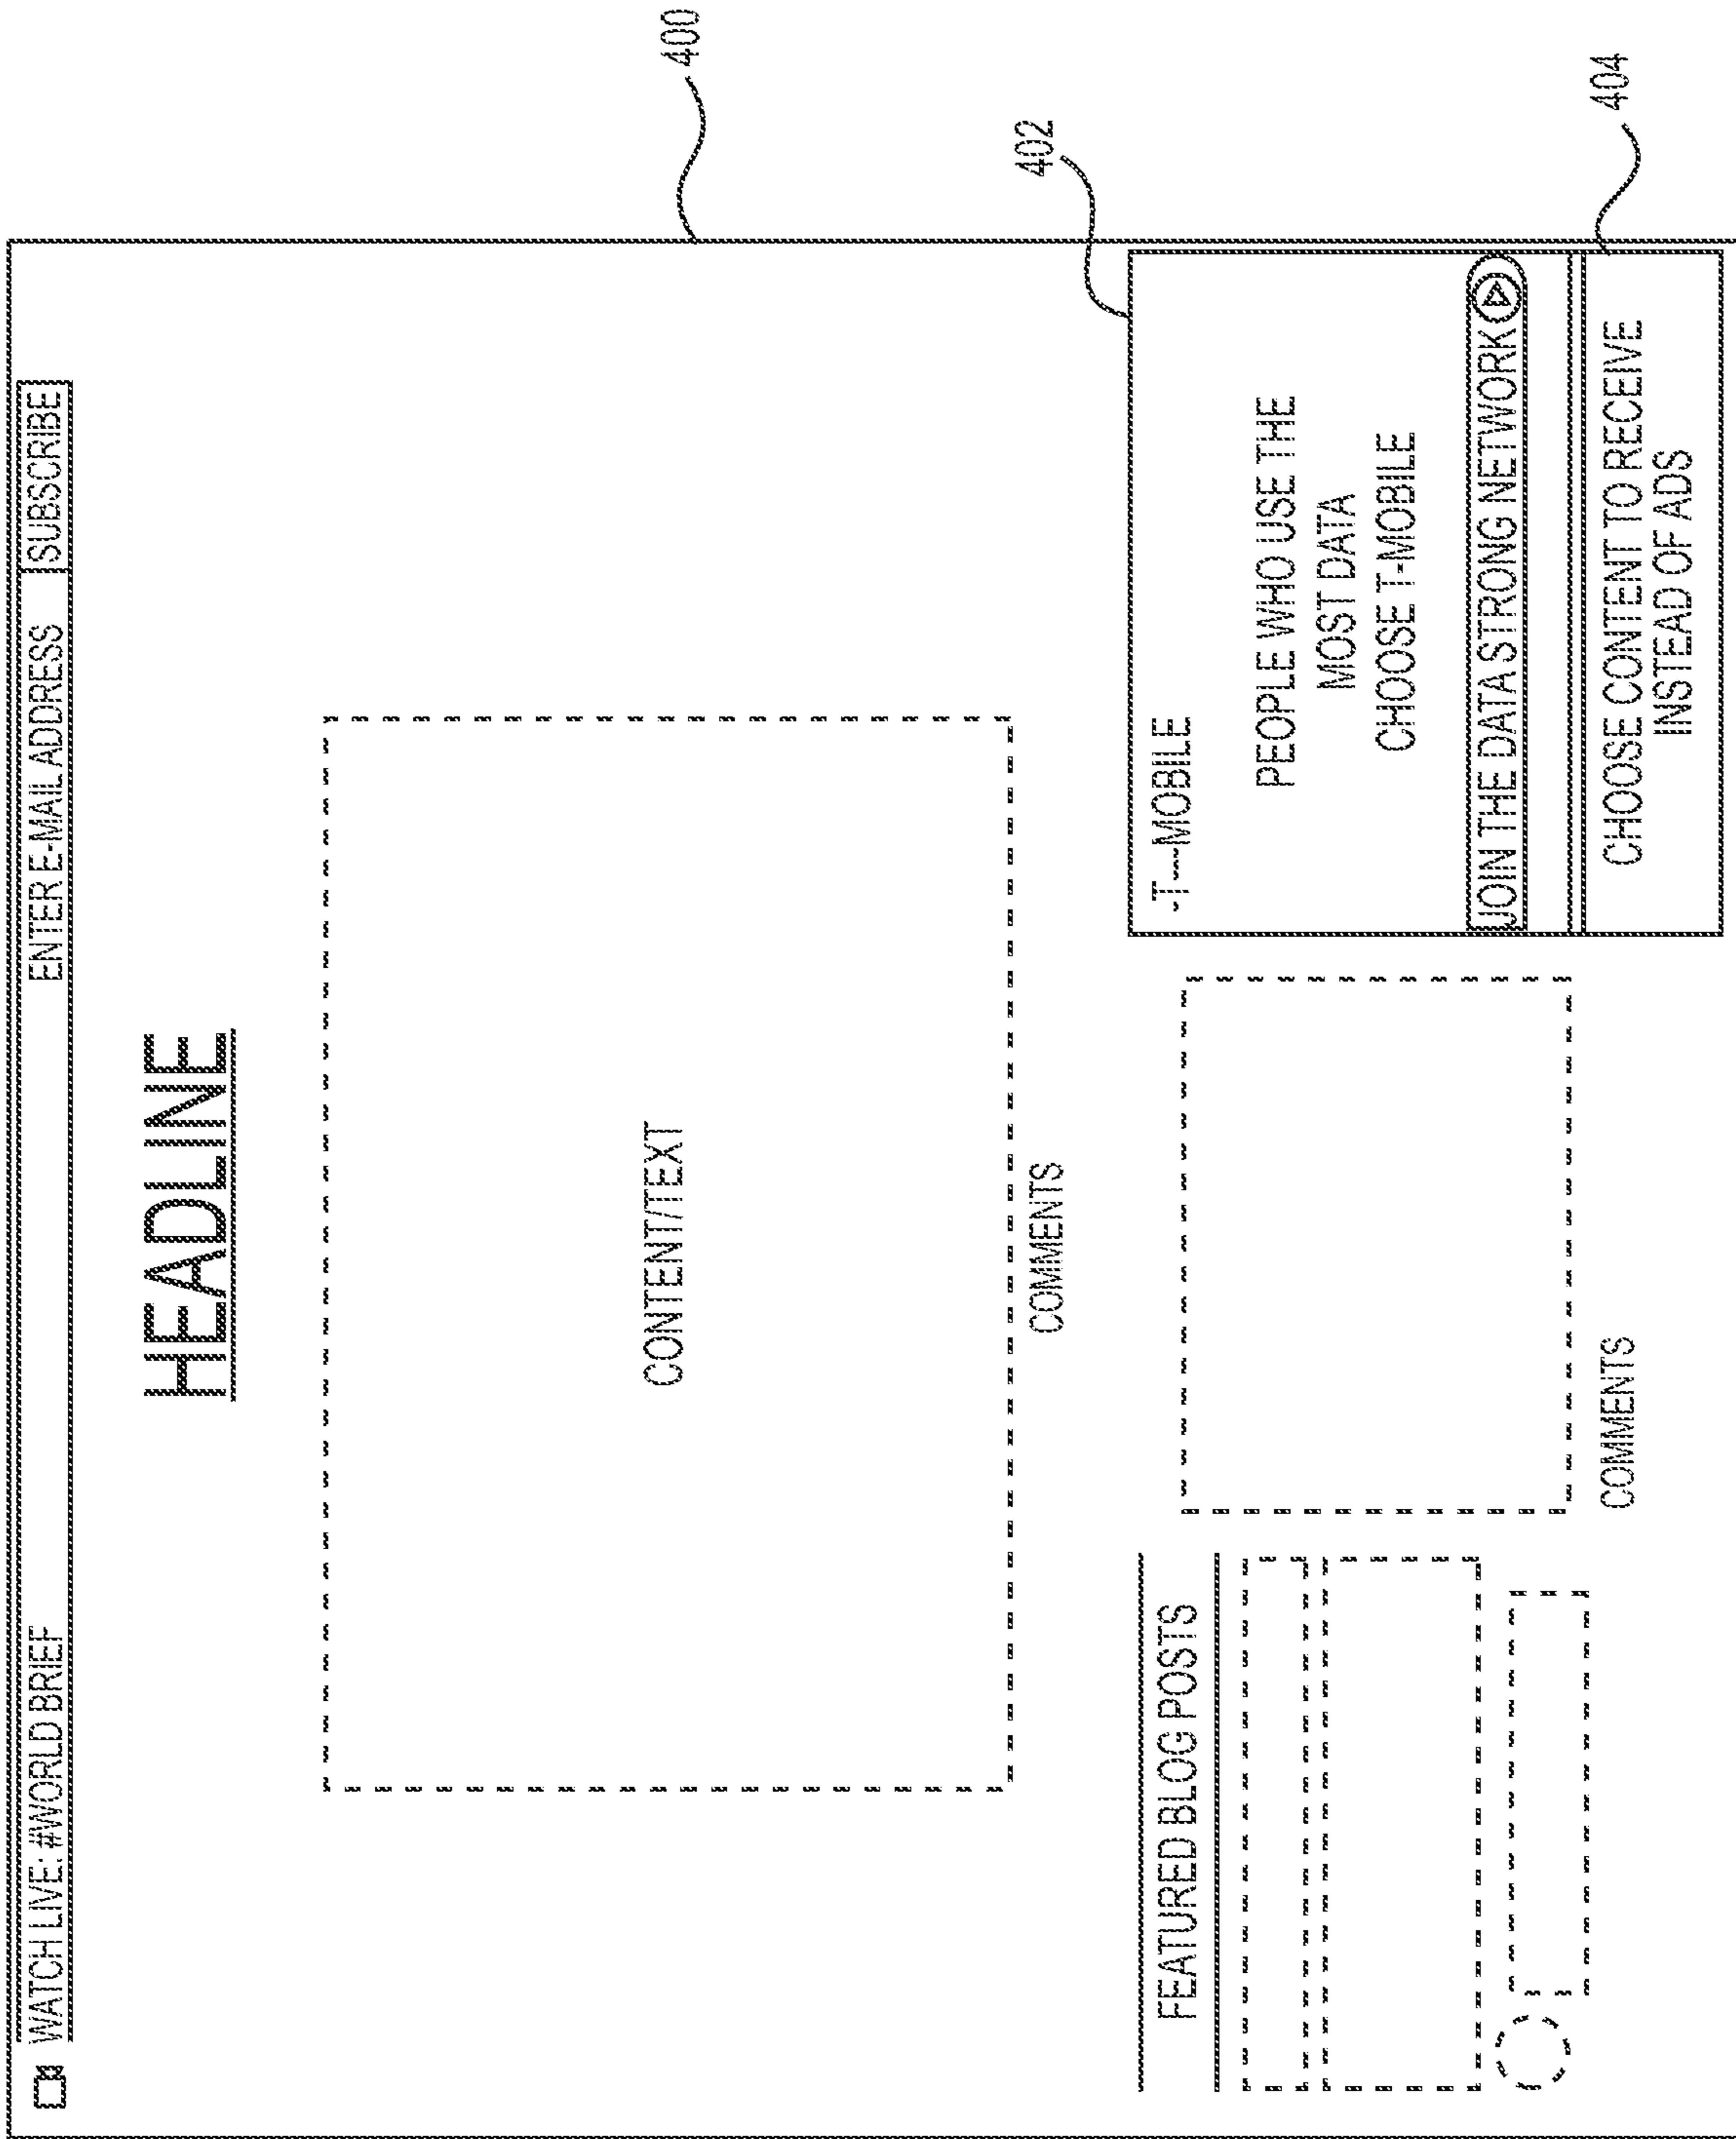 WATCH LIVE: #WORLD BRIEF
ENTER E-MAIL ADDRESS
SUBSCRIBE
HEADLINE
400
CONTENT/TEXT
COMMENTS
FEATURED BLOG POSTS
COMMENTS
402
-T---MOBILE
PEOPLE WHO USE THE
MOST DATA
CHOOSE T-MOBILE
JOIN THE DATA STRONG NETWORK
CHOOSE CONTENT TO RECEIVE
INSTEAD OF ADS
404